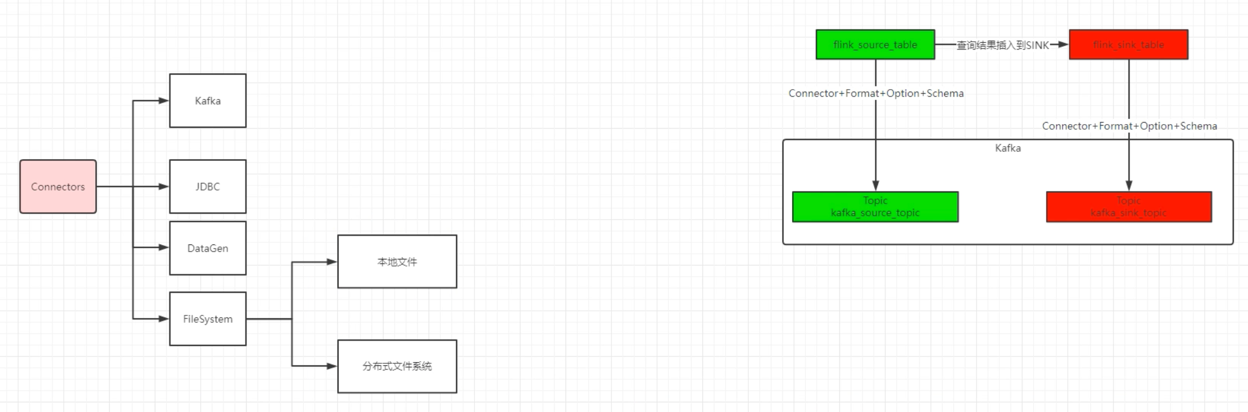 Connectors
Kafka
JDBC
DataGen
FileSystem
本地文件
分布式文件系统
flink_source_table
查询结果插入到SINK
flink_sink_table
Connector+Format+Option+Schema
Connector+Format+Option+Schema
Kafka
Topic
kafka_source_topic
Topic
kafka_sink_topic